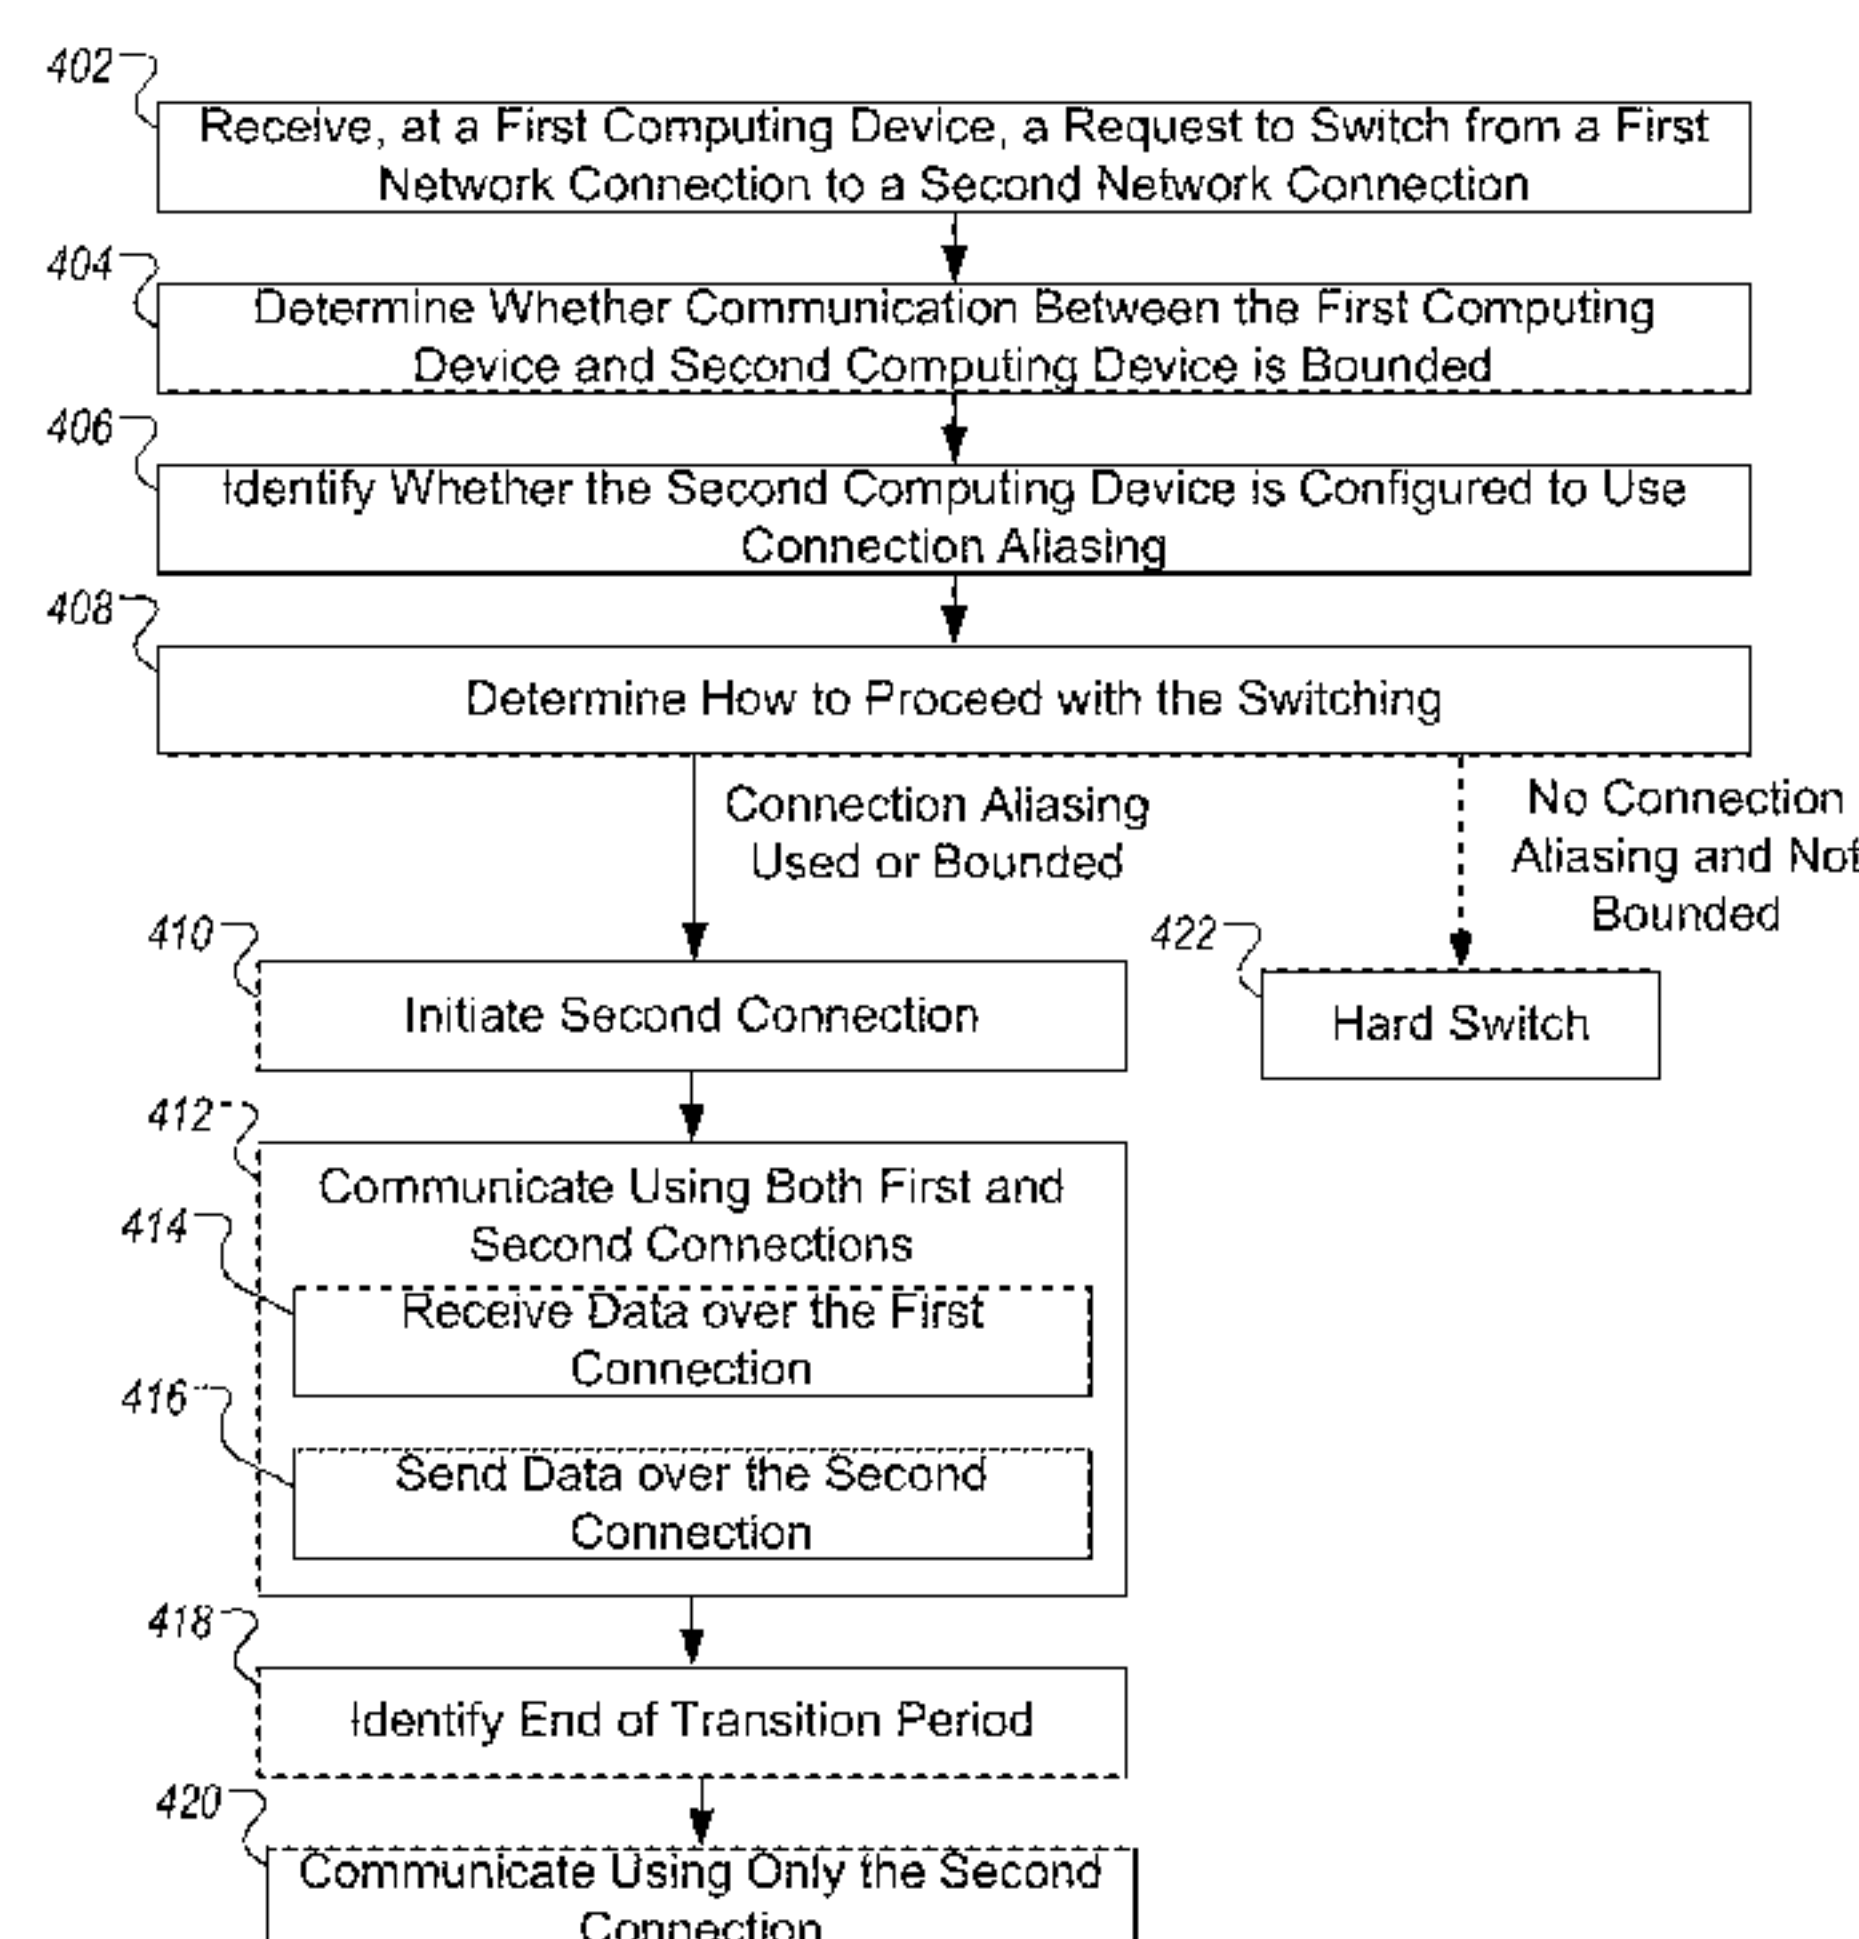 402
Receive, at a First Computing Device, a Request to Switch from a First
Network Connection to a Second Network Connection
404
Determine Whether Communication Between the First Computing
Device and Second Computing Device is Bounded
406
Identify Whether the Second Computing Device is Configured to Use
Connection Aliasing
408
Determine How to Proceed with the Switching
Connection Aliasing
Used or Bounded
No Connection
Aliasing and Not
Bounded
410
Initiate Second Connection
422
Hard Switch
412
Communicate Using Both First and
Second Connections
414
Receive Data over the First
Connection
416
Send Data over the Second
Connection
418
Identify End of Transition Period
420
Communicate Using Only the Second
Connection